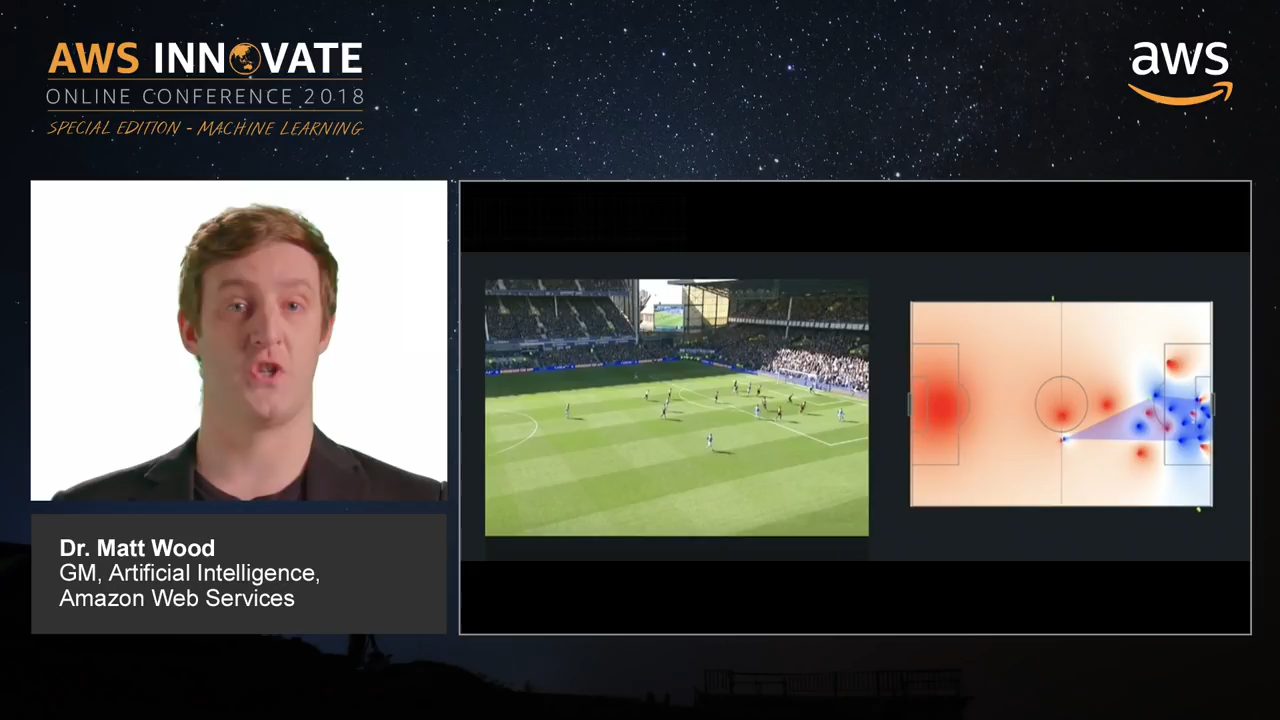 AWS INNOVATE
ONLINE CONFERENCE 2018
SPECIAL EDITION - MACHINE LEARNING
aws
Dr. Matt Wood
GM, Artificial Intelligence,
Amazon Web Services